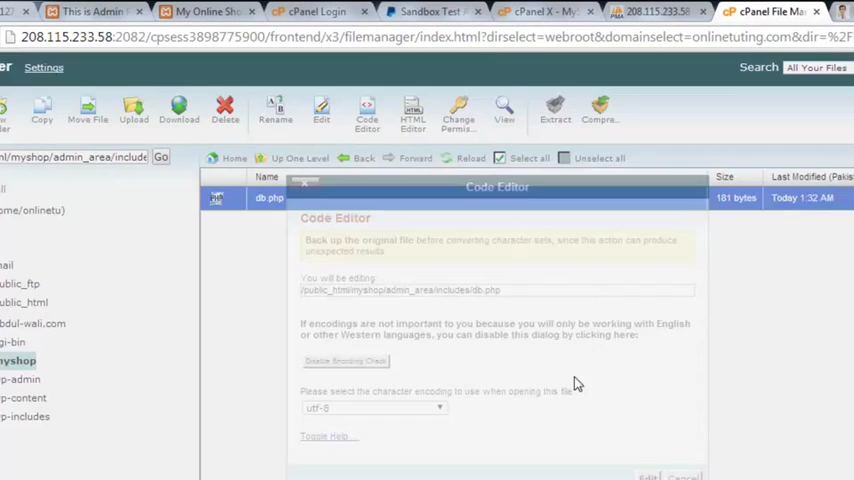 This is Admin
My Online Sho
cPanel Login
Sandbox Test
cPanel X - My
208.115.233.58
cPanel File Ma
208.115.233.58:2082/cpsess3898775900/frontend/x3/filemanager/index.html?dirselect=webroot&domainselect=onlinetuting.com&dir=%2F
er Settings Search All Your Files
Copy Move File Upload Download Delete Rename Edit Code Editor HTML Editor Change Permis... View Extract Compre...
ml/myshop/admin_area/include Go Home Up One Level Back Forward Reload Select all Unselect all
Name Size Last Modified (Pakis
db.php 181 bytes Today 1:32 AM
ome/onlinetu)
ail
ublic_ftp
ublic_html
bdul-wali.com
gi-bin
myshop
p-admin
p-content
p-includes
Code Editor
Code Editor
Back up the original file before converting character sets, since this action can produce
unexpected results.
You will be editing:
/public_html/myshop/admin_area/includes/db.php
If encodings are not important to you because you will only be working with English
or other Western languages, you can disable this dialog by clicking here:
Disable Encoding Check
Please select the character encoding to use when opening this file
utf-8
Toggle Help...
Edit Cancel